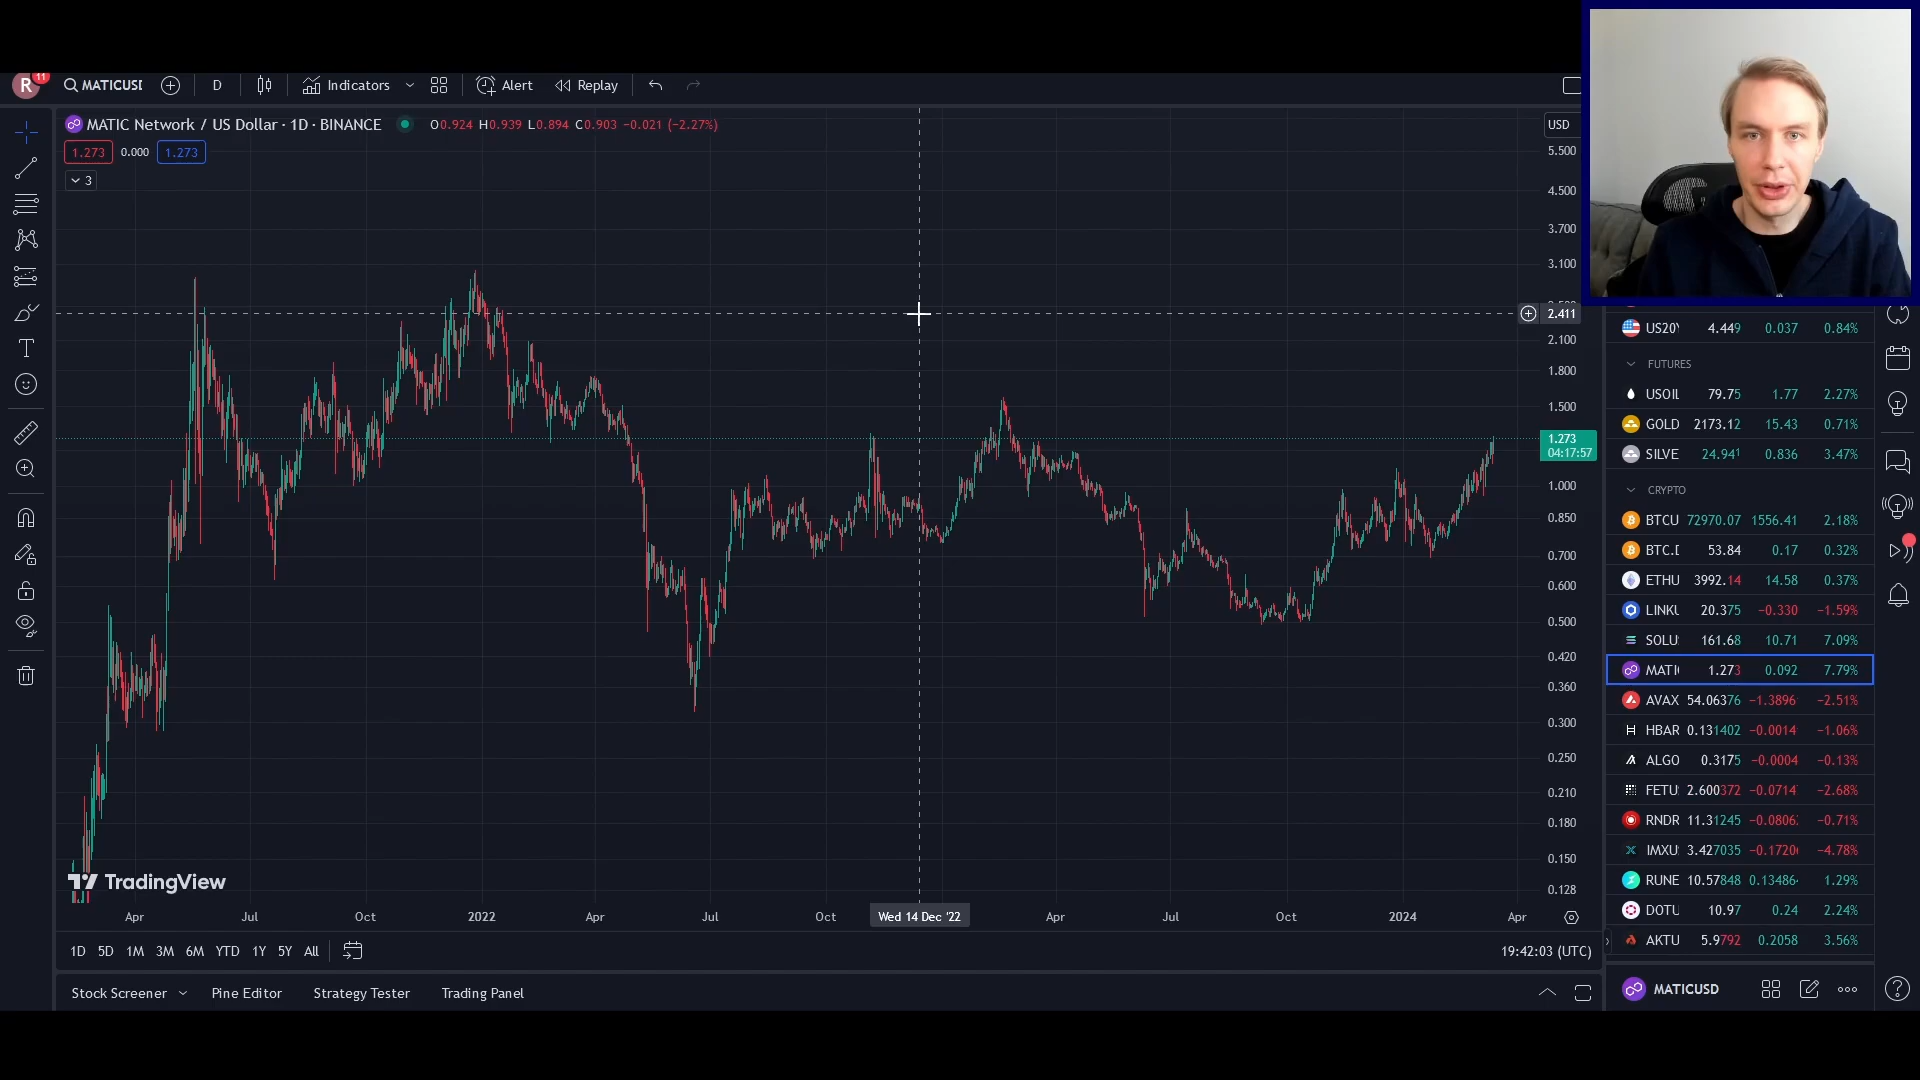 R 11 MATICUSD D Indicators Alert Replay
MATIC Network / US Dollar · 1D · BINANCE O0.924 H0.939 L0.894 C0.903 −0.021 (−2.27%)
1.273 0.000 1.273
3
USD
5.500
4.500
3.700
3.100
2.411
2.100
1.800
1.500
1.273
04:17:57
1.000
0.850
0.700
0.600
0.500
0.420
0.360
0.300
0.250
0.210
0.180
0.150
0.128
TradingView
Apr Jul Oct 2022 Apr Jul Oct Wed 14 Dec '22 Apr Jul Oct 2024 Apr
1D 5D 1M 3M 6M YTD 1Y 5Y All 19:42:03 (UTC)
Stock Screener Pine Editor Strategy Tester Trading Panel
US20Y 4.449 0.037 0.84%
FUTURES
USOIL 79.75 1.77 2.27%
GOLD 2173.12 15.43 0.71%
SILVE 24.941 0.836 3.47%
CRYPTO
BTCU 72970.07 1556.41 2.18%
BTC.D 53.84 0.17 0.32%
ETHU 3992.14 14.58 0.37%
LINKU 20.375 −0.330 −1.59%
SOLU 161.68 10.71 7.09%
MATIC 1.273 0.092 7.79%
AVAX 54.06376 −1.3896 −2.51%
HBAR 0.131402 −0.0014 −1.06%
ALGO 0.3175 −0.0004 −0.13%
FETU 2.600372 −0.0714 −2.68%
RNDR 11.31245 −0.0806 −0.71%
IMXU 3.427035 −0.1720 −4.78%
RUNE 10.57848 0.13486 1.29%
DOTU 10.97 0.24 2.24%
AKTU 5.9792 0.2058 3.56%
MATICUSD